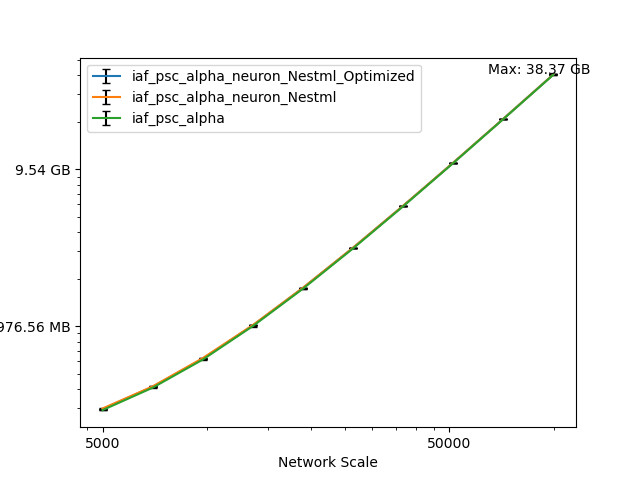 Max: 38.37 GB
iaf_psc_alpha_neuron_Nestml_Optimized
iaf_psc_alpha_neuron_Nestml
iaf_psc_alpha
9.54 GB
976.56 MB
5000
50000
Network Scale